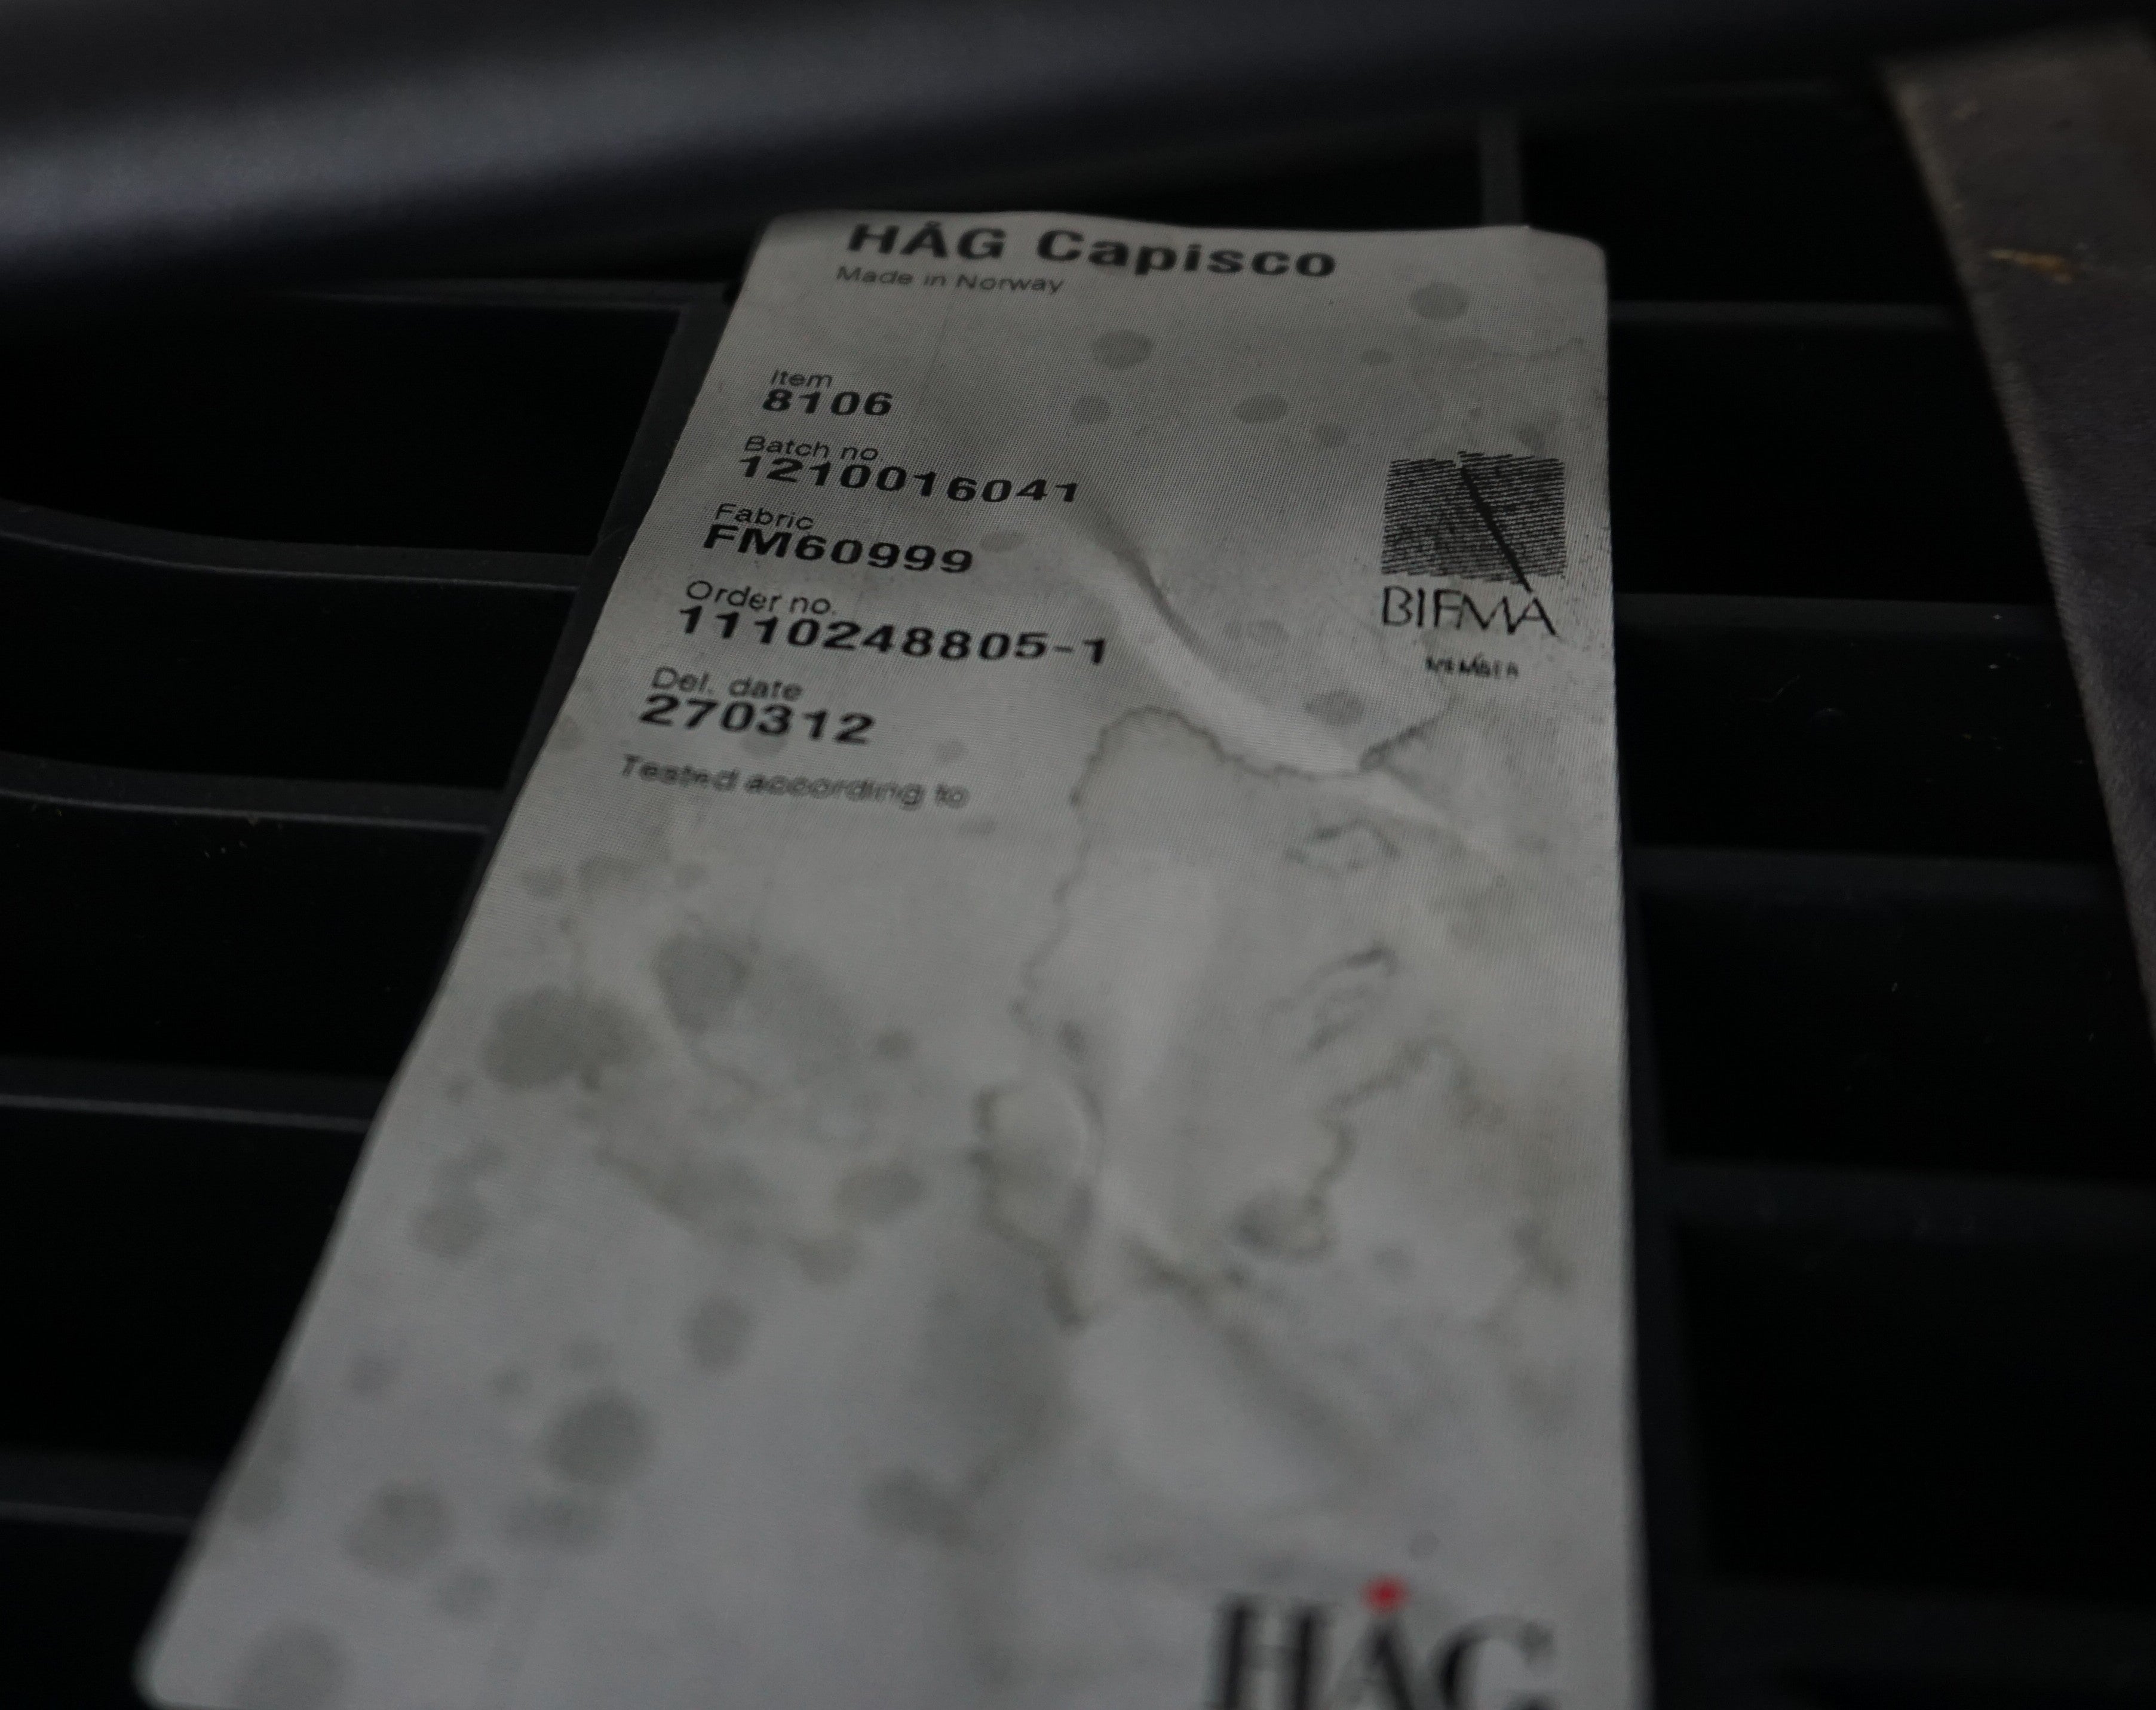 HÅG Capisco
Made in Norway
Item
8106
Batch no.
1210016041
Fabric
FM60999
Order no.
1110248805-1
Del. date
270312
Tested according to
BIFMA
MEMBER
HÅG